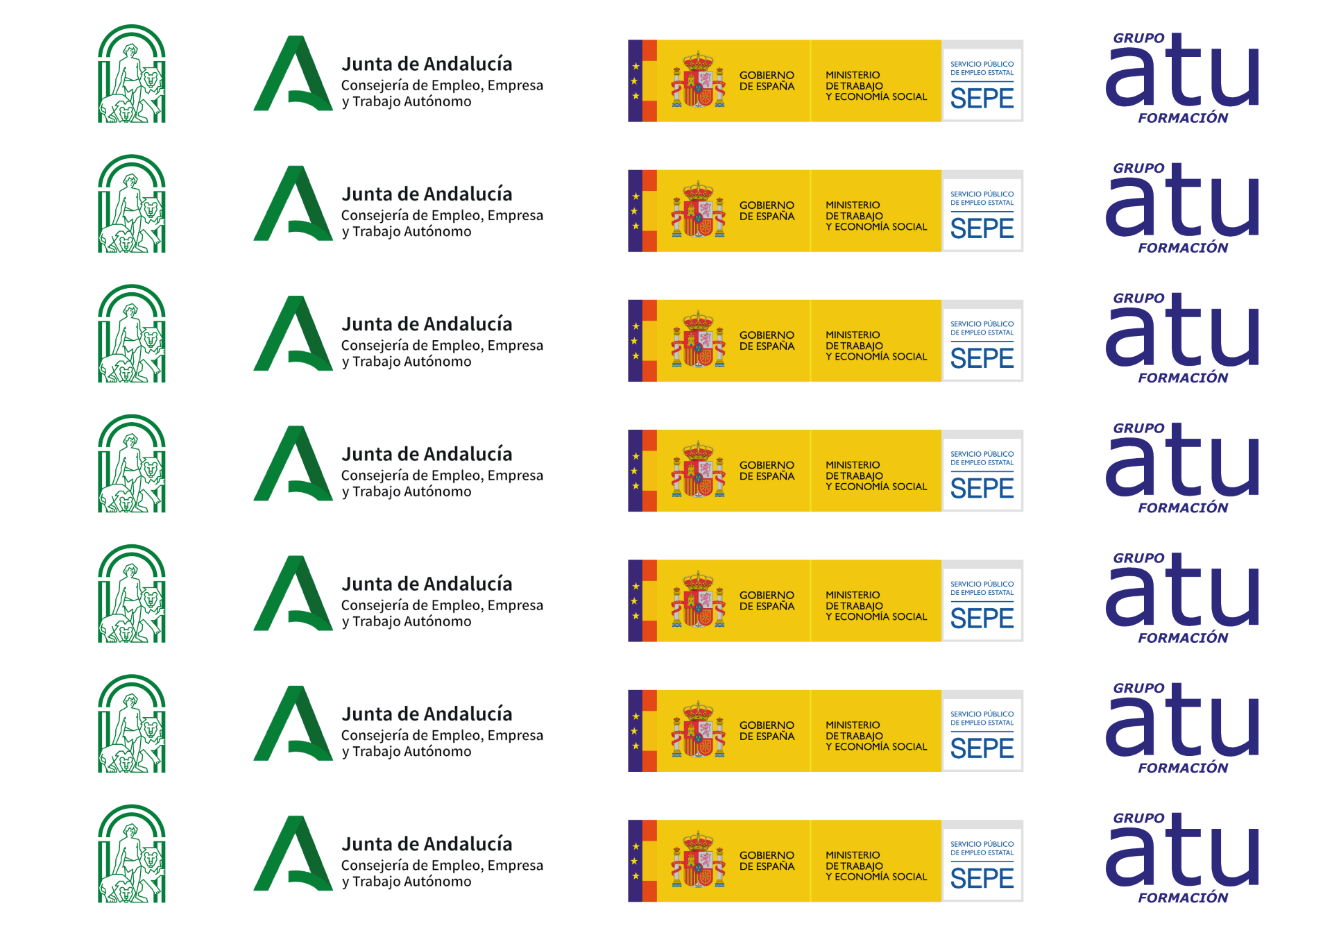 Junta de Andalucía
Consejería de Empleo, Empresa
y Trabajo Autónomo
GOBIERNO
DE ESPAÑA
MINISTERIO
DE TRABAJO
Y ECONOMÍA SOCIAL
SERVICIO PÚBLICO
DE EMPLEO ESTATAL
SEPE
GRUPO
atu
FORMACIÓN
Junta de Andalucía
Consejería de Empleo, Empresa
y Trabajo Autónomo
GOBIERNO
DE ESPAÑA
MINISTERIO
DE TRABAJO
Y ECONOMÍA SOCIAL
SERVICIO PÚBLICO
DE EMPLEO ESTATAL
SEPE
GRUPO
atu
FORMACIÓN
Junta de Andalucía
Consejería de Empleo, Empresa
y Trabajo Autónomo
GOBIERNO
DE ESPAÑA
MINISTERIO
DE TRABAJO
Y ECONOMÍA SOCIAL
SERVICIO PÚBLICO
DE EMPLEO ESTATAL
SEPE
GRUPO
atu
FORMACIÓN
Junta de Andalucía
Consejería de Empleo, Empresa
y Trabajo Autónomo
GOBIERNO
DE ESPAÑA
MINISTERIO
DE TRABAJO
Y ECONOMÍA SOCIAL
SERVICIO PÚBLICO
DE EMPLEO ESTATAL
SEPE
GRUPO
atu
FORMACIÓN
Junta de Andalucía
Consejería de Empleo, Empresa
y Trabajo Autónomo
GOBIERNO
DE ESPAÑA
MINISTERIO
DE TRABAJO
Y ECONOMÍA SOCIAL
SERVICIO PÚBLICO
DE EMPLEO ESTATAL
SEPE
GRUPO
atu
FORMACIÓN
Junta de Andalucía
Consejería de Empleo, Empresa
y Trabajo Autónomo
GOBIERNO
DE ESPAÑA
MINISTERIO
DE TRABAJO
Y ECONOMÍA SOCIAL
SERVICIO PÚBLICO
DE EMPLEO ESTATAL
SEPE
GRUPO
atu
FORMACIÓN
Junta de Andalucía
Consejería de Empleo, Empresa
y Trabajo Autónomo
GOBIERNO
DE ESPAÑA
MINISTERIO
DE TRABAJO
Y ECONOMÍA SOCIAL
SERVICIO PÚBLICO
DE EMPLEO ESTATAL
SEPE
GRUPO
atu
FORMACIÓN